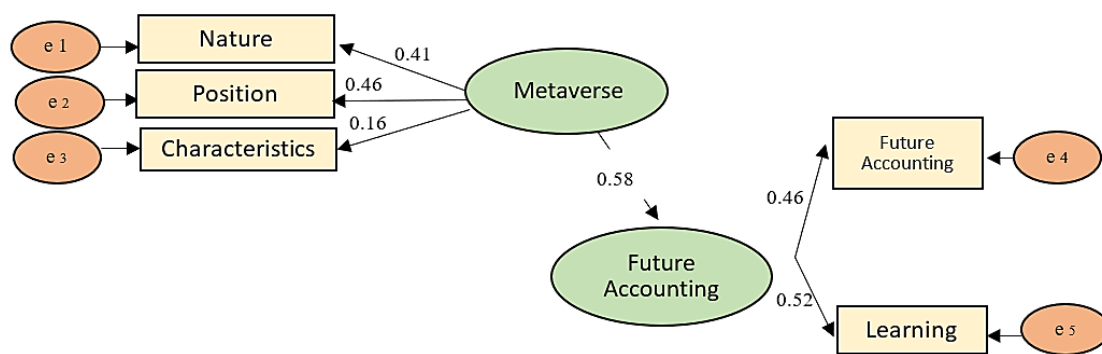 e 1
Nature
0.41
e 2
Position
0.46
Metaverse
e 3
Characteristics
0.16
0.58
Future
Accounting
0.46
Future
Accounting
e 4
0.52
Learning
e 5